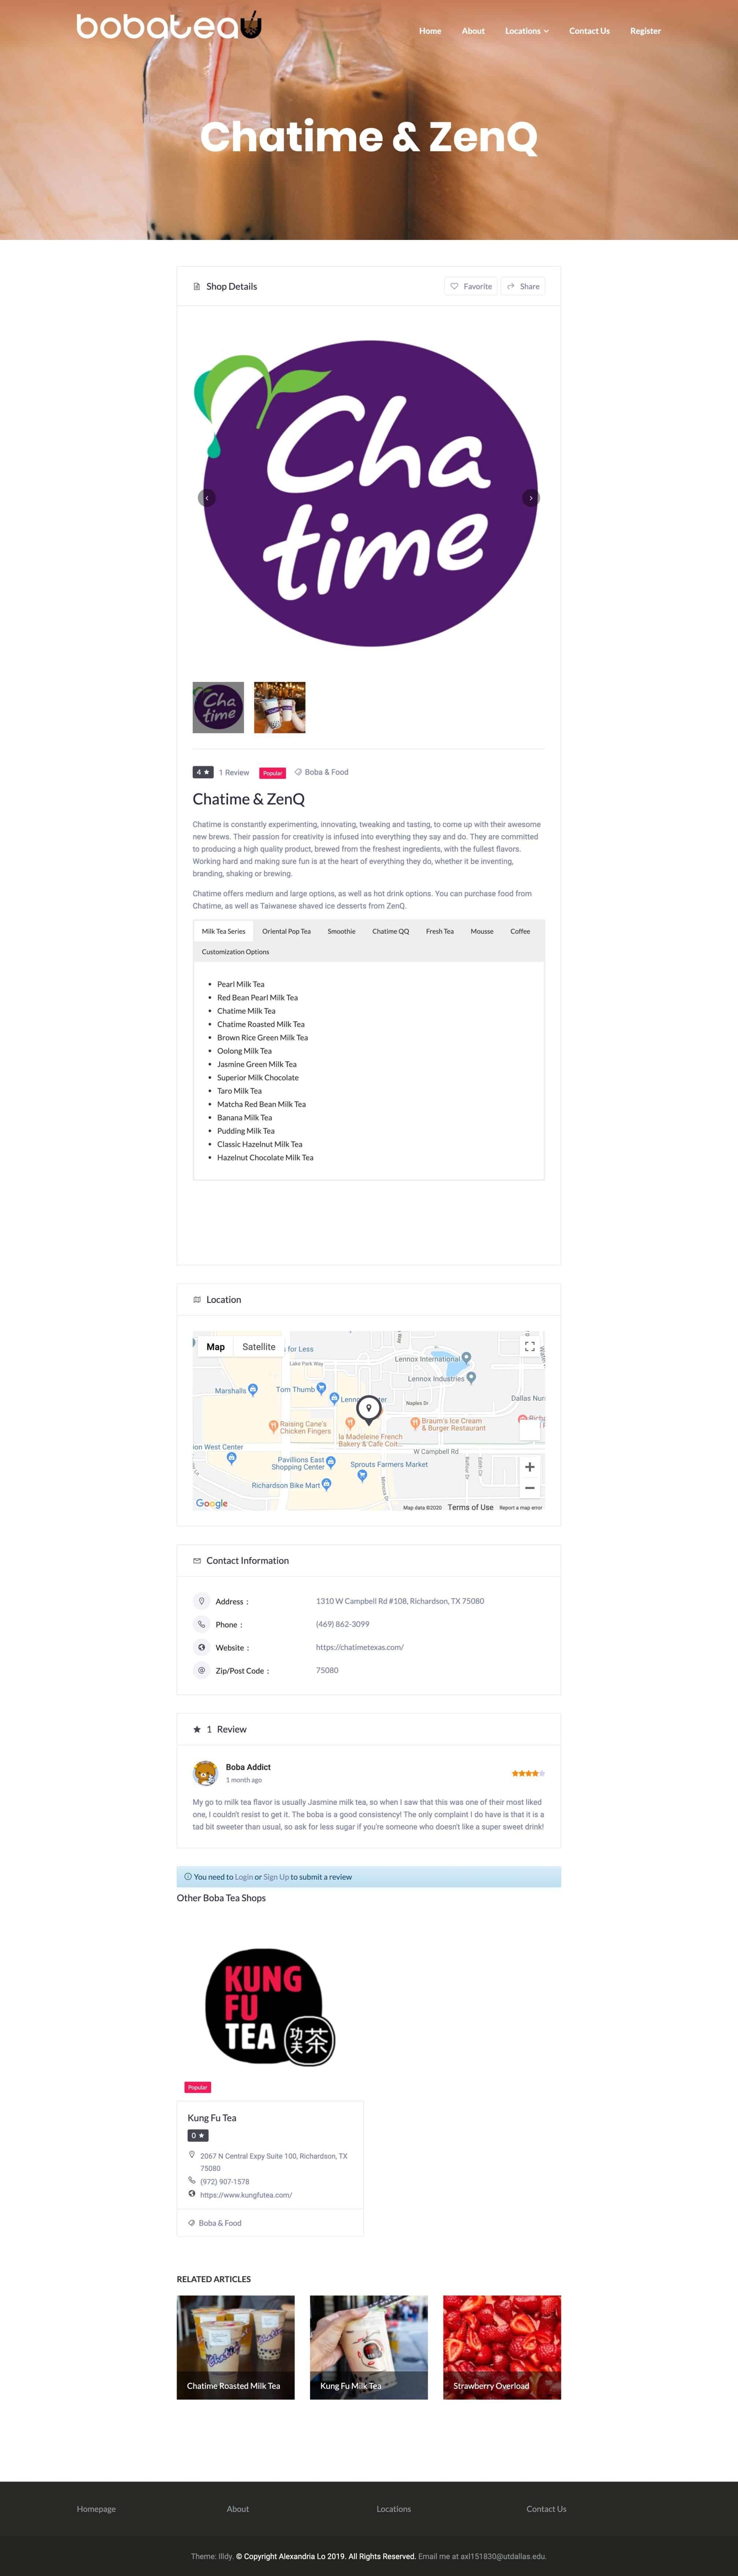 bobatea
Home About Locations Contact Us Register
Chatime & ZenQ
Shop Details
Favorite Share
Cha
time
Cha
time
4 ★ 1 Review Popular Boba & Food
Chatime & ZenQ
Chatime is constantly experimenting, innovating, tweaking and tasting, to come up with their awesome
new brews. Their passion for creativity is infused into everything they say and do. They are committed
to producing a high quality product, brewed from the freshest ingredients, with the fullest flavors.
Working hard and making sure fun is at the heart of everything they do, whether it be inventing,
branding, shaking or brewing.
Chatime offers medium and large options, as well as hot drink options. You can purchase food from
Chatime, as well as Taiwanese shaved ice desserts from ZenQ.
Milk Tea Series Oriental Pop Tea Smoothie Chatime QQ Fresh Tea Mousse Coffee
Customization Options
• Pearl Milk Tea
• Red Bean Pearl Milk Tea
• Chatime Milk Tea
• Chatime Roasted Milk Tea
• Brown Rice Green Milk Tea
• Oolong Milk Tea
• Jasmine Green Milk Tea
• Superior Milk Chocolate
• Taro Milk Tea
• Matcha Red Bean Milk Tea
• Banana Milk Tea
• Pudding Milk Tea
• Classic Hazelnut Milk Tea
• Hazelnut Chocolate Milk Tea
Location
Map Satellite
for Less
Lake Park Way
Way
Lennox International
Lennox Industries
Marshalls
Tom Thumb
Naples Dr
Dallas Nur
Raising Cane's
Chicken Fingers
Braum's Ice Cream
& Burger Restaurant
la Madeleine French
Bakery & Cafe Coit...
W Campbell Rd
ion West Center
Pavillions East
Shopping Center
Sprouts Farmers Market
Richardson Bike Mart
Google
Map data ©2020 Terms of Use Report a map error
Contact Information
Address : 1310 W Campbell Rd #108, Richardson, TX 75080
Phone : (469) 862-3099
Website : https://chatimetexas.com/
Zip/Post Code : 75080
1 Review
Boba Addict
1 month ago
My go to milk tea flavor is usually Jasmine milk tea, so when I saw that this was one of their most liked
one, I couldn't resist to get it. The boba is a good consistency! The only complaint I do have is that it is a
tad bit sweeter than usual, so ask for less sugar if you're someone who doesn't like a super sweet drink!
You need to Login or Sign Up to submit a review
Other Boba Tea Shops
KUNG
FU
TEA
功夫茶
Popular
Kung Fu Tea
0 ★
2067 N Central Expy Suite 100, Richardson, TX
75080
(972) 907-1578
https://www.kungfutea.com/
Boba & Food
RELATED ARTICLES
Chatime Roasted Milk Tea
Kung Fu Milk Tea
Strawberry Overload
Homepage About Locations Contact Us
Theme: Illdy. © Copyright Alexandria Lo 2019. All Rights Reserved. Email me at axl151830@utdallas.edu.